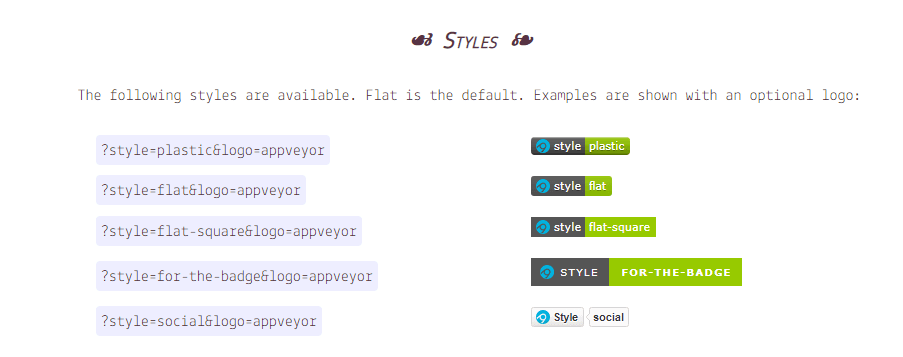 Styles
The following styles are available. Flat is the default. Examples are shown with an optional logo:
?style=plastic&logo=appveyor style plastic
?style=flat&logo=appveyor style flat
?style=flat-square&logo=appveyor style flat-square
?style=for-the-badge&logo=appveyor STYLE FOR-THE-BADGE
?style=social&logo=appveyor Style social